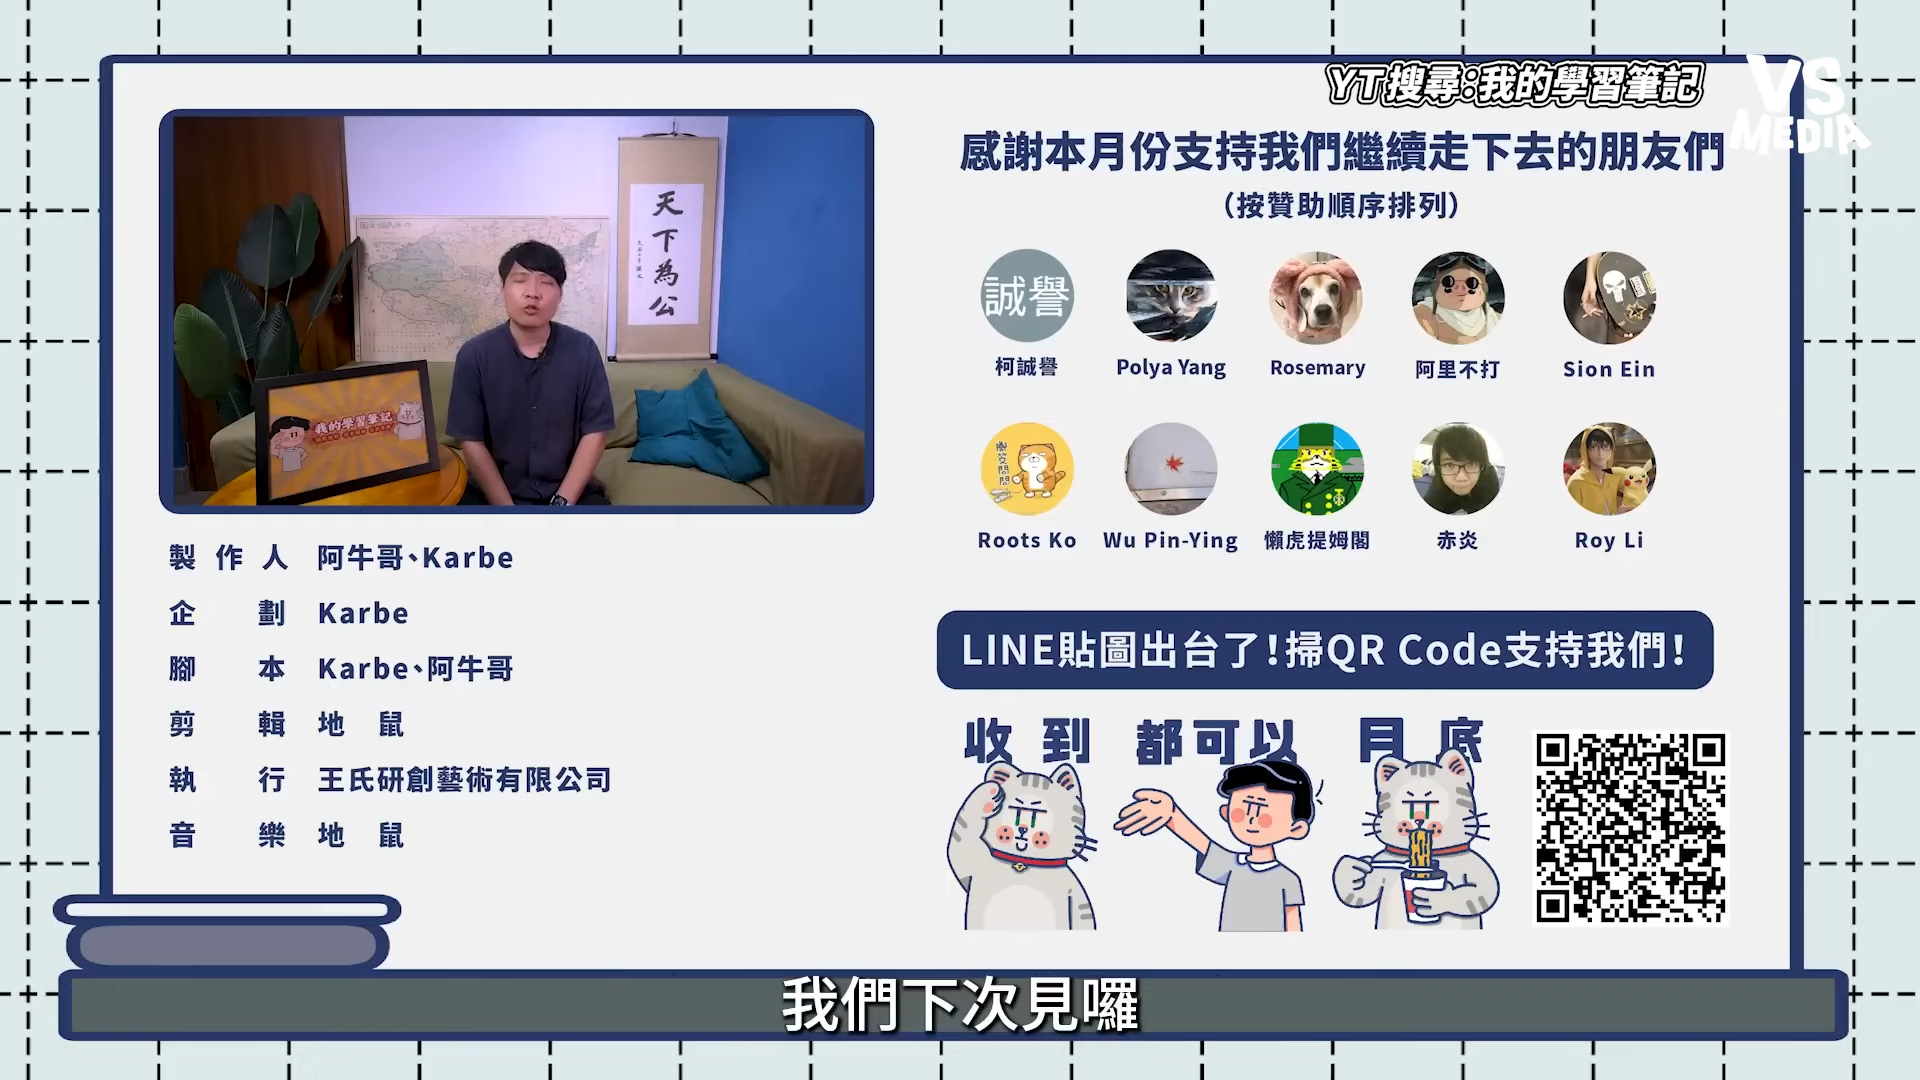 YT搜尋:我的學習筆記
VS
MEDIA
感謝本月份支持我們繼續走下去的朋友們
(按贊助順序排列)
天下為公
我的學習筆記
誠譽
柯誠譽
Polya Yang
Rosemary
阿里不打
Sion Ein
Roots Ko
Wu Pin-Ying
懶虎提姆閣
赤炎
Roy Li
製作人 阿牛哥、Karbe
企劃 Karbe
腳本 Karbe、阿牛哥
剪輯 地鼠
執行 王氏研創藝術有限公司
音樂 地鼠
LINE貼圖出台了!掃QR Code支持我們!
收到
都可以
月底
我們下次見囉